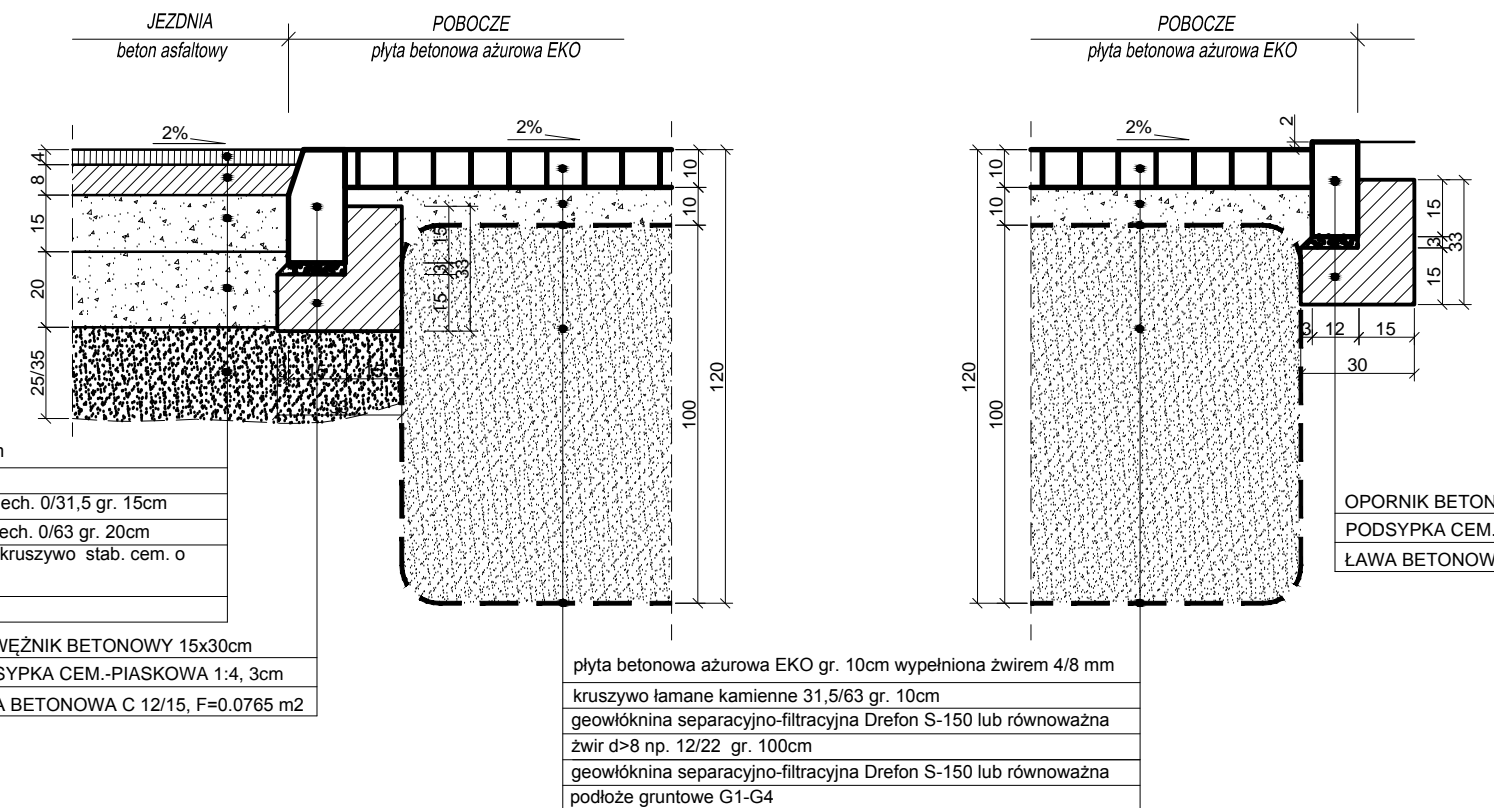 JEZDNIA
beton asfaltowy
POBOCZE
płyta betonowa ażurowa EKO
POBOCZE
płyta betonowa ażurowa EKO
2%
2%
2%
2
4
8
15
20
25/35
15
3
15
33
10
10
100
120
10
10
100
120
15
3
15
33
3 12 15
30
ech. 0/31,5 gr. 15cm
ech. 0/63 gr. 20cm
kruszywo stab. cem. o
WĘŻNIK BETONOWY 15x30cm
SYPKA CEM.-PIASKOWA 1:4, 3cm
A BETONOWA C 12/15, F=0.0765 m2
płyta betonowa ażurowa EKO gr. 10cm wypełniona żwirem 4/8 mm
kruszywo łamane kamienne 31,5/63 gr. 10cm
geowłóknina separacyjno-filtracyjna Drefon S-150 lub równoważna
żwir d>8 np. 12/22 gr. 100cm
geowłóknina separacyjno-filtracyjna Drefon S-150 lub równoważna
podłoże gruntowe G1-G4
OPORNIK BETON
PODSYPKA CEM.
ŁAWA BETONOW